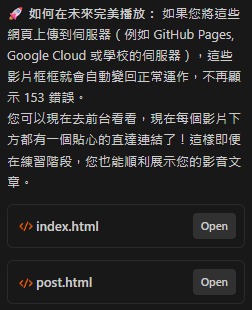 🚀 如何在未來完美播放： 如果您將這些
網頁上傳到伺服器（例如 GitHub Pages,
Google Cloud 或學校的伺服器），這些
影片框框就會自動變回正常運作，不再顯
示 153 錯誤。
您可以現在去前台看看，現在每個影片下
方都有一個貼心的直達連結了！這樣即便
在練習階段，您也能順利展示您的影音文
章。
</> index.html Open
</> post.html Open